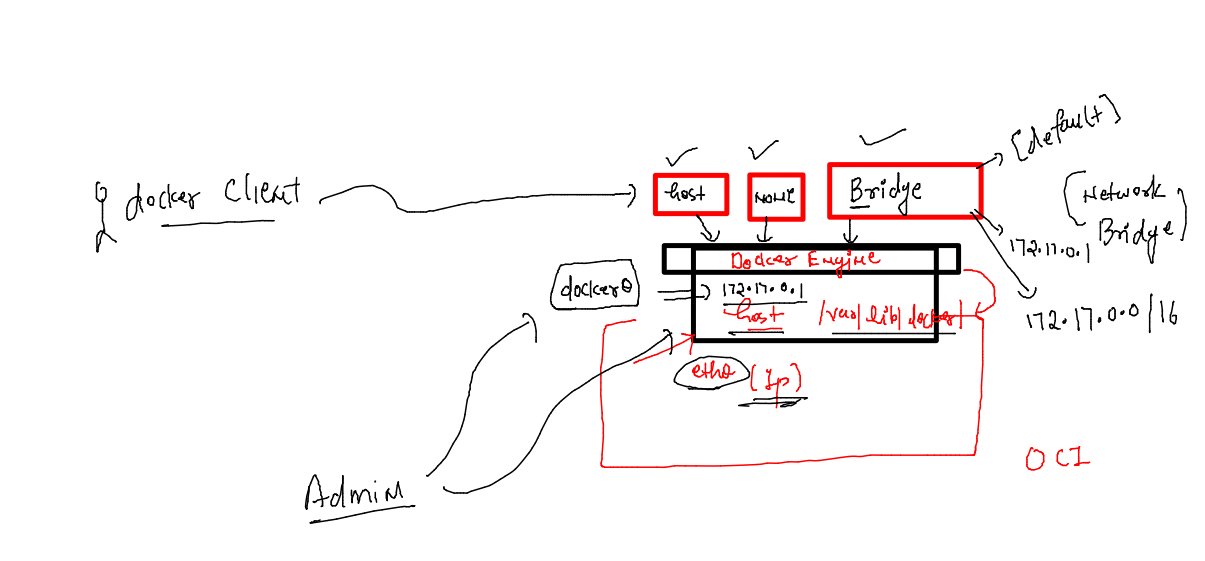 [default]
docker client
host
NONE
Bridge
[Network
Bridge]
172.17.0.1
Docker Engine
docker0
172.17.0.1
host
/var/lib/docker/
172.17.0.0/16
eth0
(Ip)
OCI
Admin